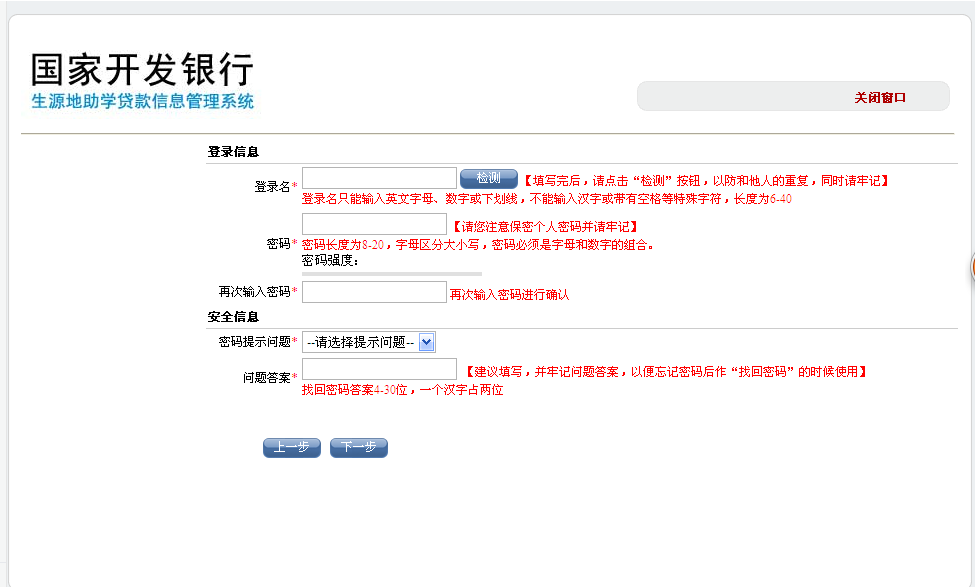 国家开发银行
生源地助学贷款信息管理系统
关闭窗口
登录信息
登录名* 检测 【填写完后，请点击“检测”按钮，以防和他人的重复，同时请牢记】
登录名只能输入英文字母、数字或下划线，不能输入汉字或带有空格等特殊字符，长度为6-40
【请您注意保密个人密码并请牢记】
密码* 密码长度为8-20，字母区分大小写，密码必须是字母和数字的组合。
密码强度：
再次输入密码* 再次输入密码进行确认
安全信息
密码提示问题* --请选择提示问题--
问题答案* 【建议填写，并牢记问题答案，以便忘记密码后作“找回密码”的时候使用】
找回密码答案4-30位，一个汉字占两位
上一步 下一步